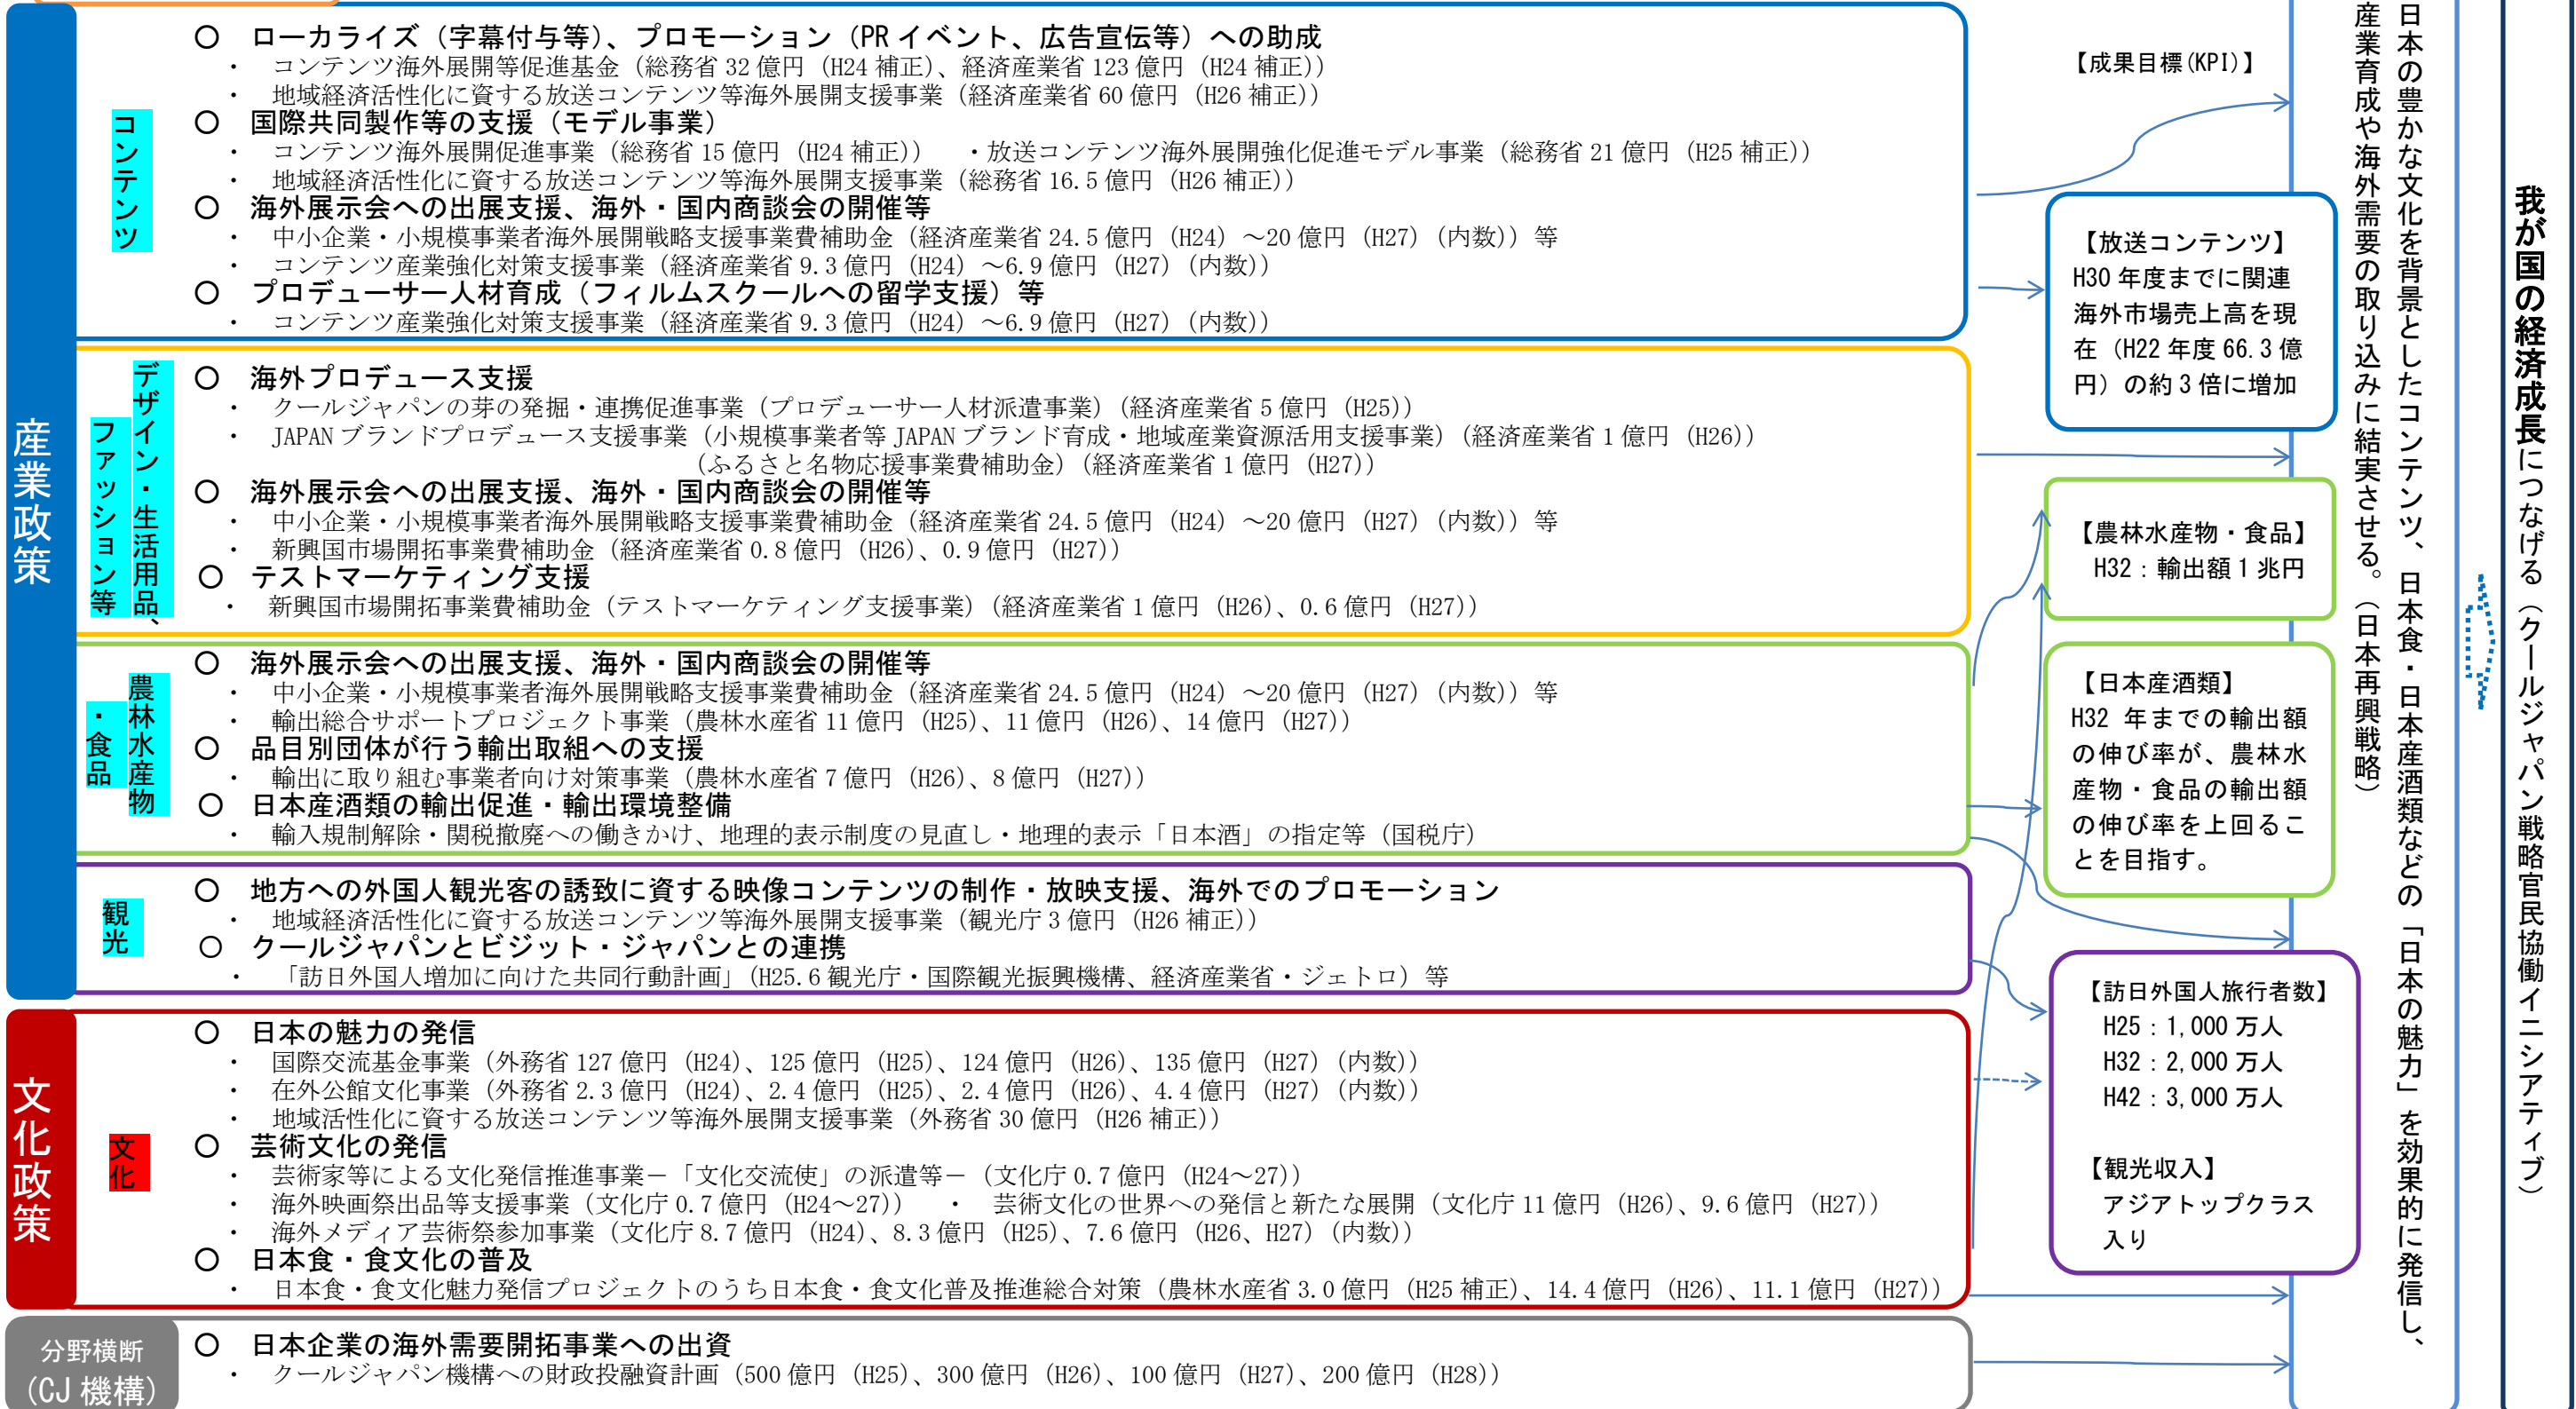 産業政策
コンテンツ
○ ローカライズ（字幕付与等）、プロモーション（PR イベント、広告宣伝等）への助成
・ コンテンツ海外展開等促進基金（総務省 32 億円（H24 補正）、経済産業省 123 億円（H24 補正））
・ 地域経済活性化に資する放送コンテンツ等海外展開支援事業（経済産業省 60 億円（H26 補正））
○ 国際共同製作等の支援（モデル事業）
・ コンテンツ海外展開促進事業（総務省 15 億円（H24 補正）） ・放送コンテンツ海外展開強化促進モデル事業（総務省 21 億円（H25 補正））
・ 地域経済活性化に資する放送コンテンツ等海外展開支援事業（総務省 16.5 億円（H26 補正））
○ 海外展示会への出展支援、海外・国内商談会の開催等
・ 中小企業・小規模事業者海外展開戦略支援事業費補助金（経済産業省 24.5 億円（H24）～20 億円（H27）（内数））等
・ コンテンツ産業強化対策支援事業（経済産業省 9.3 億円（H24）～6.9 億円（H27）（内数））
○ プロデューサー人材育成（フィルムスクールへの留学支援）等
・ コンテンツ産業強化対策支援事業（経済産業省 9.3 億円（H24）～6.9 億円（H27）（内数））
デザイン・生活用品、
ファッション等
○ 海外プロデュース支援
・ クールジャパンの芽の発掘・連携促進事業（プロデューサー人材派遣事業）（経済産業省 5 億円（H25））
・ JAPAN ブランドプロデュース支援事業（小規模事業者等 JAPAN ブランド育成・地域産業資源活用支援事業）（経済産業省 1 億円（H26））
（ふるさと名物応援事業費補助金）（経済産業省 1 億円（H27））
○ 海外展示会への出展支援、海外・国内商談会の開催等
・ 中小企業・小規模事業者海外展開戦略支援事業費補助金（経済産業省 24.5 億円（H24）～20 億円（H27）（内数））等
・ 新興国市場開拓事業費補助金（経済産業省 0.8 億円（H26）、0.9 億円（H27））
○ テストマーケティング支援
・ 新興国市場開拓事業費補助金（テストマーケティング支援事業）（経済産業省 1 億円（H26）、0.6 億円（H27））
農林水産物
・食品
○ 海外展示会への出展支援、海外・国内商談会の開催等
・ 中小企業・小規模事業者海外展開戦略支援事業費補助金（経済産業省 24.5 億円（H24）～20 億円（H27）（内数））等
・ 輸出総合サポートプロジェクト事業（農林水産省 11 億円（H25）、11 億円（H26）、14 億円（H27））
○ 品目別団体が行う輸出取組への支援
・ 輸出に取り組む事業者向け対策事業（農林水産省 7 億円（H26）、8 億円（H27））
○ 日本産酒類の輸出促進・輸出環境整備
・ 輸入規制解除・関税撤廃への働きかけ、地理的表示制度の見直し・地理的表示「日本酒」の指定等（国税庁）
観光
○ 地方への外国人観光客の誘致に資する映像コンテンツの制作・放映支援、海外でのプロモーション
・ 地域経済活性化に資する放送コンテンツ等海外展開支援事業（観光庁 3 億円（H26 補正））
○ クールジャパンとビジット・ジャパンとの連携
・ 「訪日外国人増加に向けた共同行動計画」（H25.6 観光庁・国際観光振興機構、経済産業省・ジェトロ）等
文化政策
文化
○ 日本の魅力の発信
・ 国際交流基金事業（外務省 127 億円（H24）、125 億円（H25）、124 億円（H26）、135 億円（H27）（内数））
・ 在外公館文化事業（外務省 2.3 億円（H24）、2.4 億円（H25）、2.4 億円（H26）、4.4 億円（H27）（内数））
・ 地域活性化に資する放送コンテンツ等海外展開支援事業（外務省 30 億円（H26 補正））
○ 芸術文化の発信
・ 芸術家等による文化発信推進事業－「文化交流使」の派遣等－（文化庁 0.7 億円（H24～27））
・ 海外映画祭出品等支援事業（文化庁 0.7 億円（H24～27）） ・ 芸術文化の世界への発信と新たな展開（文化庁 11 億円（H26）、9.6 億円（H27））
・ 海外メディア芸術祭参加事業（文化庁 8.7 億円（H24）、8.3 億円（H25）、7.6 億円（H26、H27）（内数））
○ 日本食・食文化の普及
・ 日本食・食文化魅力発信プロジェクトのうち日本食・食文化普及推進総合対策（農林水産省 3.0 億円（H25 補正）、14.4 億円（H26）、11.1 億円（H27））
分野横断
（CJ 機構）
○ 日本企業の海外需要開拓事業への出資
・ クールジャパン機構への財政投融資計画（500 億円（H25）、300 億円（H26）、100 億円（H27）、200 億円（H28））
【成果目標(KPI)】
【放送コンテンツ】
H30 年度までに関連
海外市場売上高を現
在（H22 年度 66.3 億
円）の約 3 倍に増加
【農林水産物・食品】
H32：輸出額 1 兆円
【日本産酒類】
H32 年までの輸出額
の伸び率が、農林水
産物・食品の輸出額
の伸び率を上回るこ
とを目指す。
【訪日外国人旅行者数】
H25：1,000 万人
H32：2,000 万人
H42：3,000 万人
【観光収入】
アジアトップクラス
入り
日本の豊かな文化を背景としたコンテンツ、日本食・日本産酒類などの「日本の魅力」を効果的に発信し、
産業育成や海外需要の取り込みに結実させる。（日本再興戦略）
我が国の経済成長につなげる（クールジャパン戦略官民協働イニシアティブ）